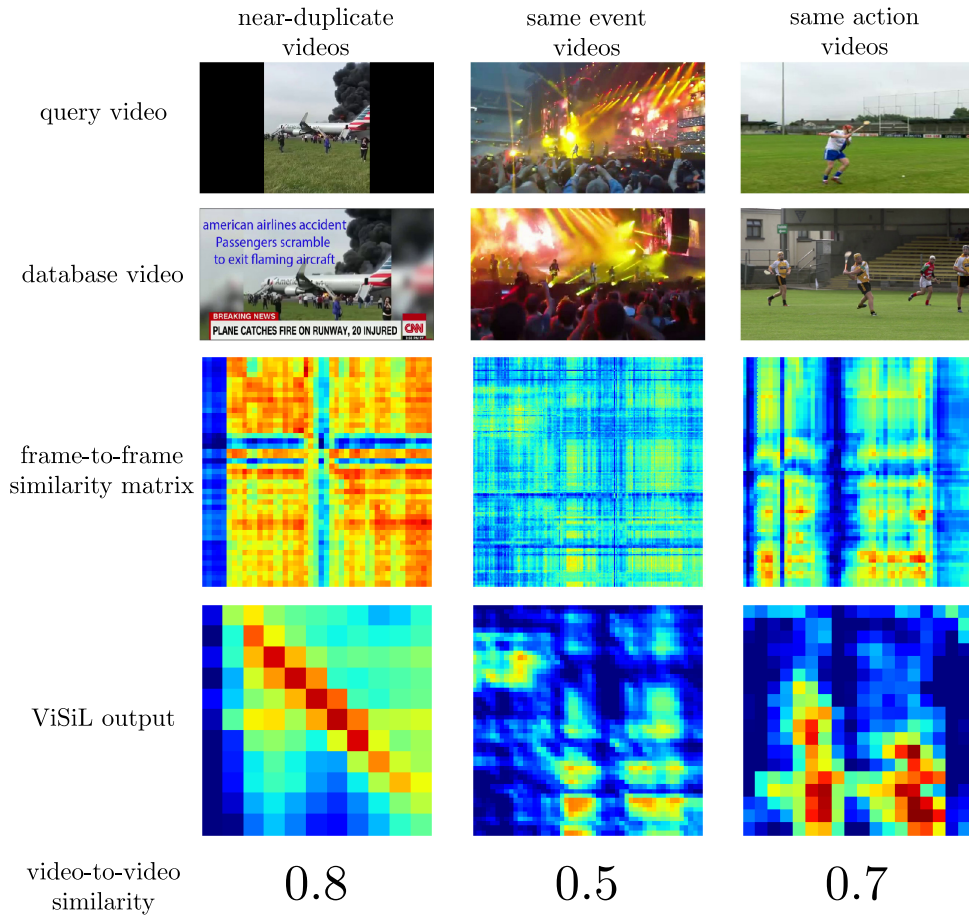 near-duplicate
videos
same event
videos
same action
videos
query video
database video
american airlines accident
Passengers scramble
to exit flaming aircraft
BREAKING NEWS
PLANE CATCHES FIRE ON RUNWAY, 20 INJURED
CNN
frame-to-frame
similarity matrix
ViSiL output
video-to-video
similarity
0.8
0.5
0.7